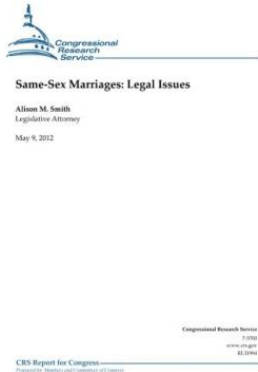 Congressional
Research
Service
Same-Sex Marriages: Legal Issues
Alison M. Smith
Legislative Attorney
May 9, 2012
Congressional Research Service
7-5700
www.crs.gov
CRS Report for Congress
Prepared for Members and Committees of Congress